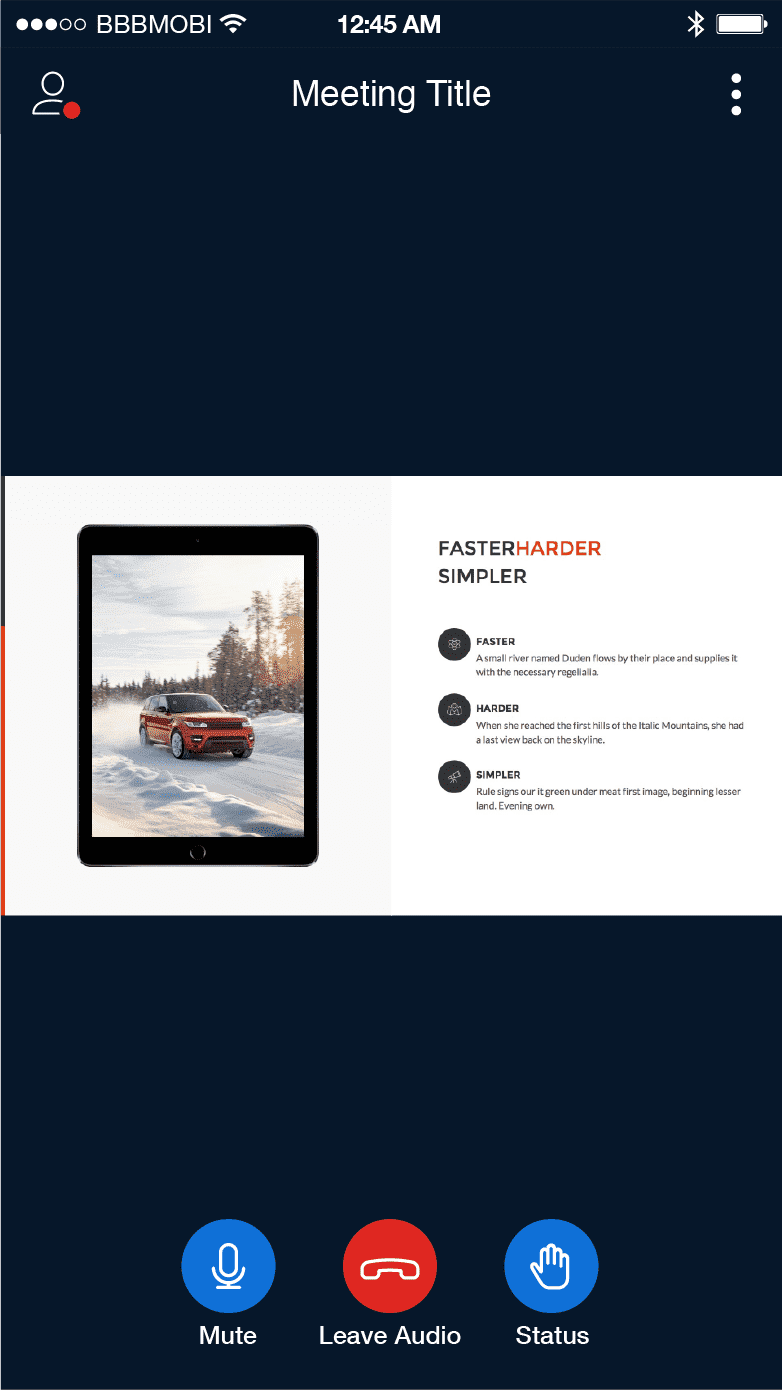 BBBMOBI 12:45 AM
Meeting Title
FASTERHARDER
SIMPLER
FASTER
A small river named Duden flows by their place and supplies it
with the necessary regelialia.
HARDER
When she reached the first hills of the Italic Mountains, she had
a last view back on the skyline.
SIMPLER
Rule signs our it green under meat first image, beginning lesser
land. Evening own.
Mute Leave Audio Status